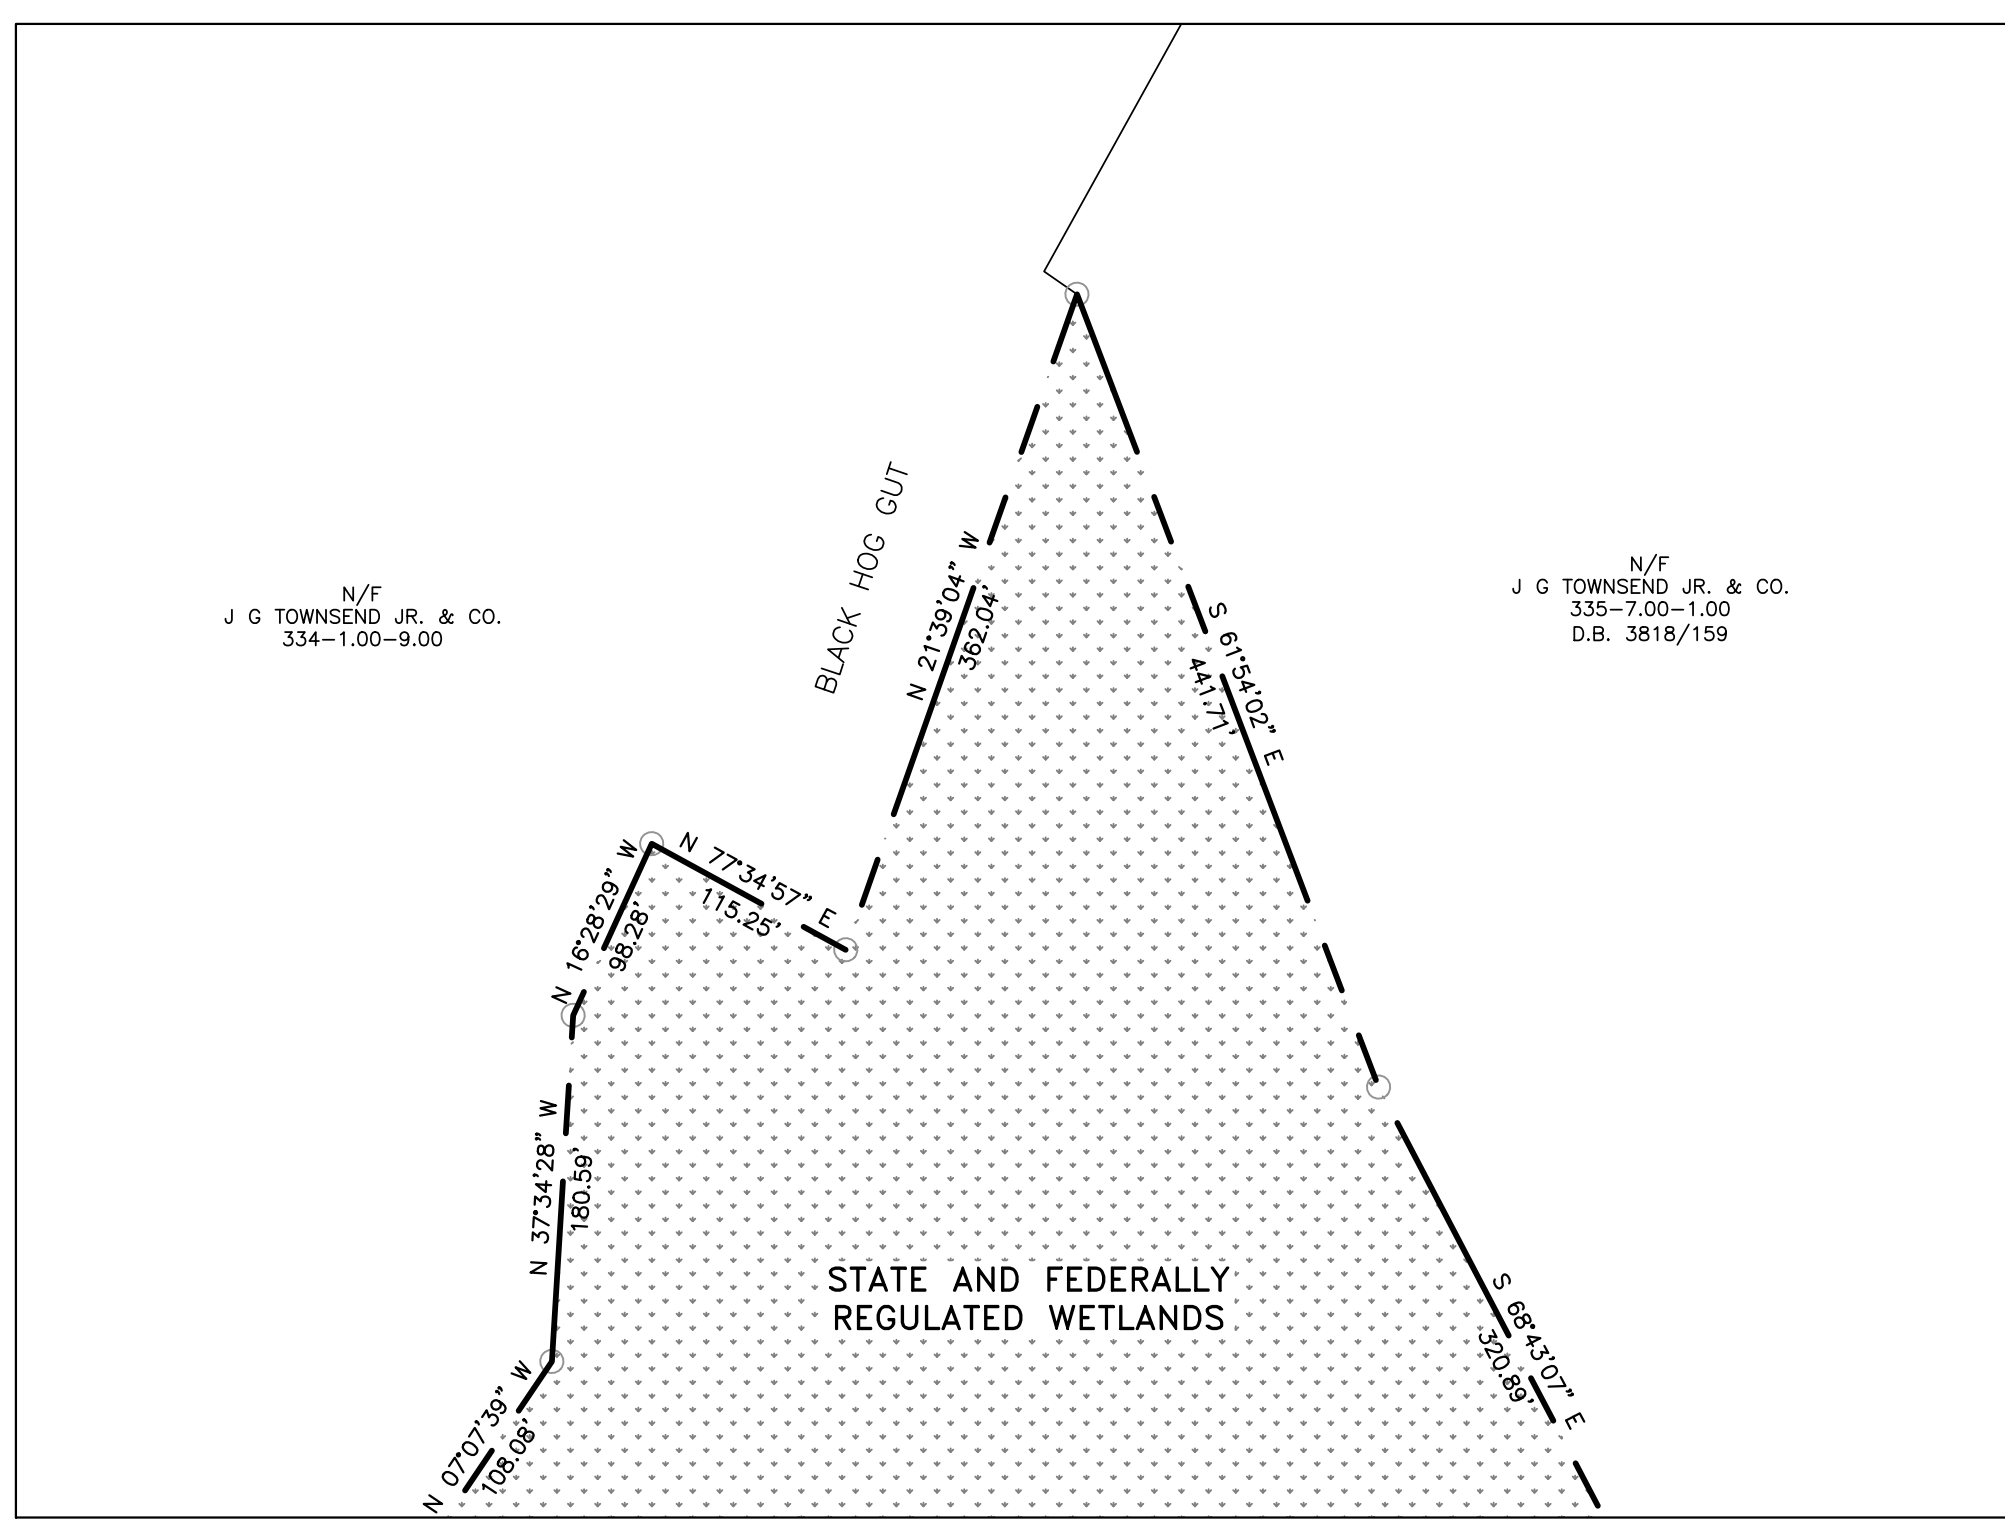 N/F
J G TOWNSEND JR. & CO.
334-1.00-9.00
BLACK HOG GUT
N 21°39'04" W
362.04'
S 61°54'02" E
441.71'
N/F
J G TOWNSEND JR. & CO.
335-7.00-1.00
D.B. 3818/159
N 16°28'29" W
98.28'
N 77°34'57" E
115.25'
N 37°34'28" W
180.59'
STATE AND FEDERALLY
REGULATED WETLANDS
S 68°43'07" E
320.89'
N 07°07'39" W
108.08'